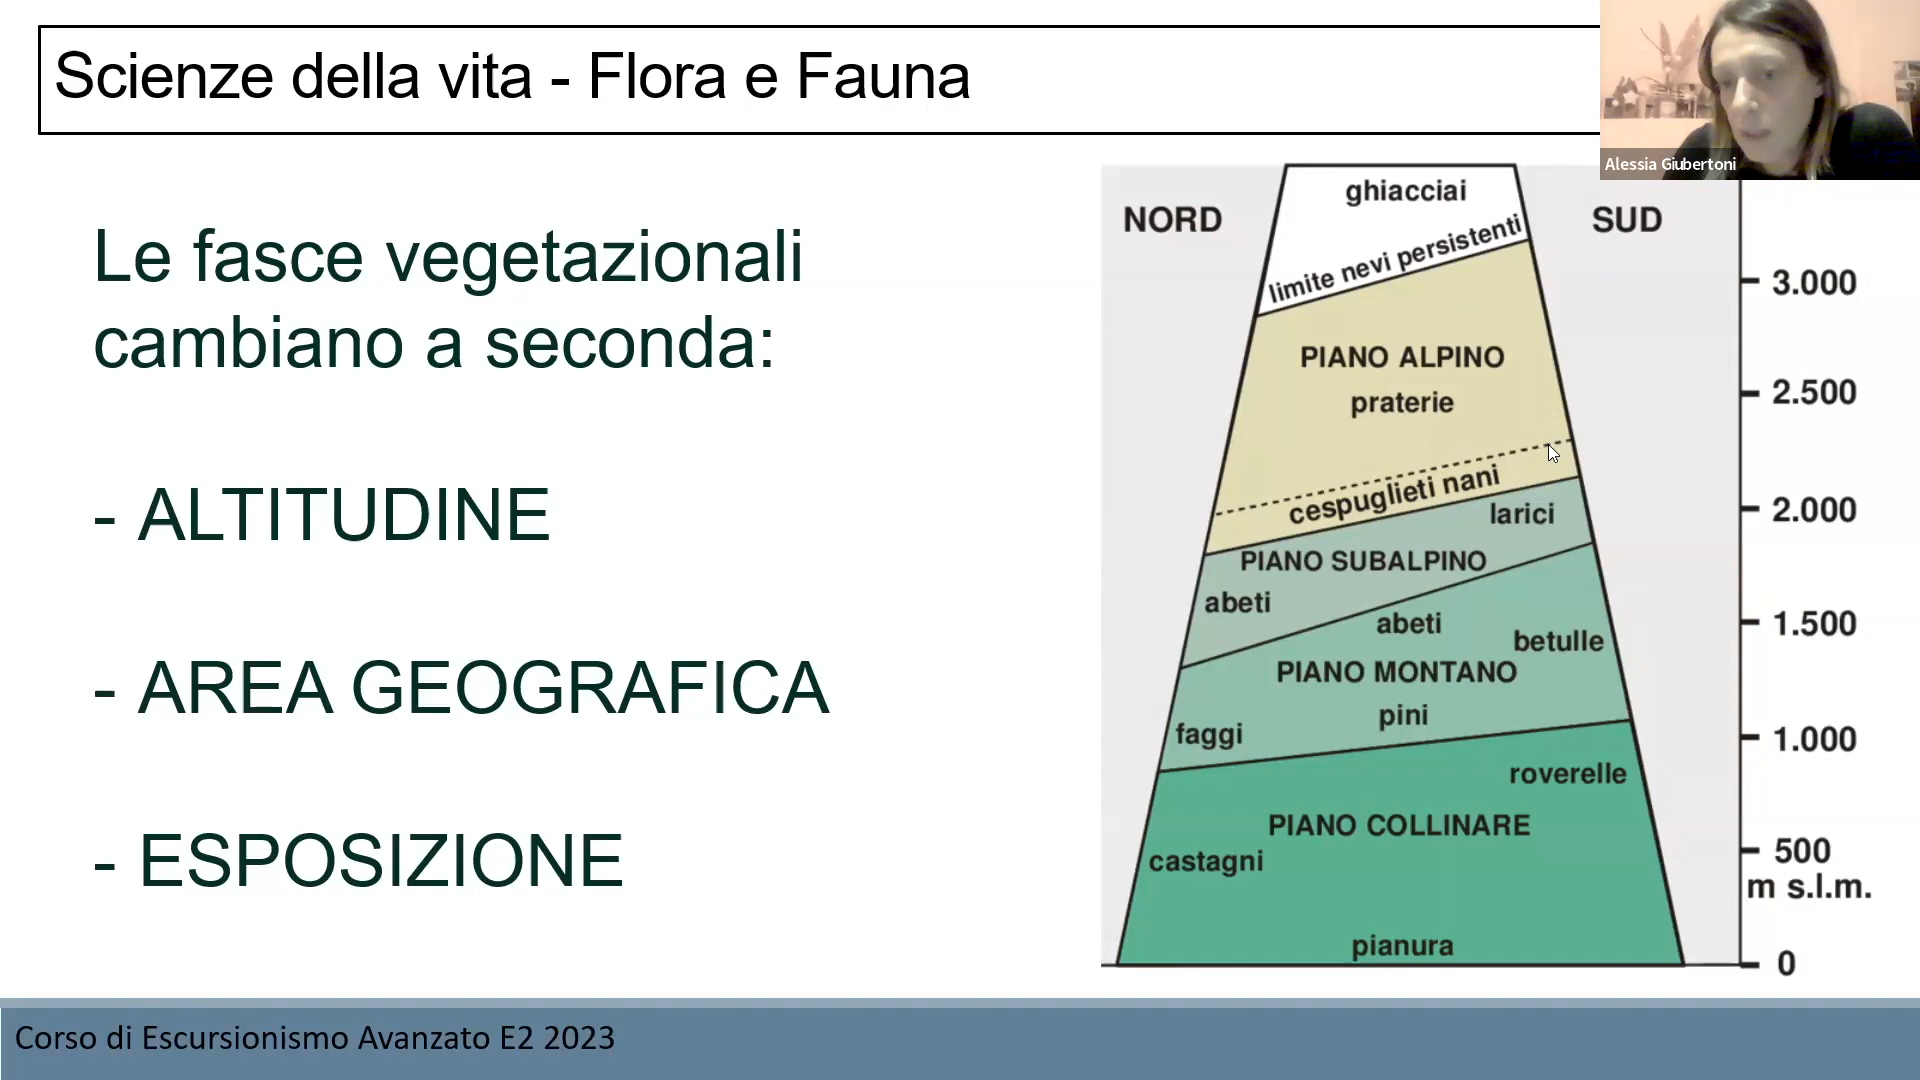 Scienze della vita - Flora e Fauna
Alessia Giubertoni
Le fasce vegetazionali
cambiano a seconda:
- ALTITUDINE
- AREA GEOGRAFICA
- ESPOSIZIONE
NORD
SUD
ghiacciai
limite nevi persistenti
PIANO ALPINO
praterie
cespuglieti nani
larici
PIANO SUBALPINO
abeti
abeti
betulle
PIANO MONTANO
pini
faggi
roverelle
PIANO COLLINARE
castagni
pianura
3.000
2.500
2.000
1.500
1.000
500
m s.l.m.
0
Corso di Escursionismo Avanzato E2 2023